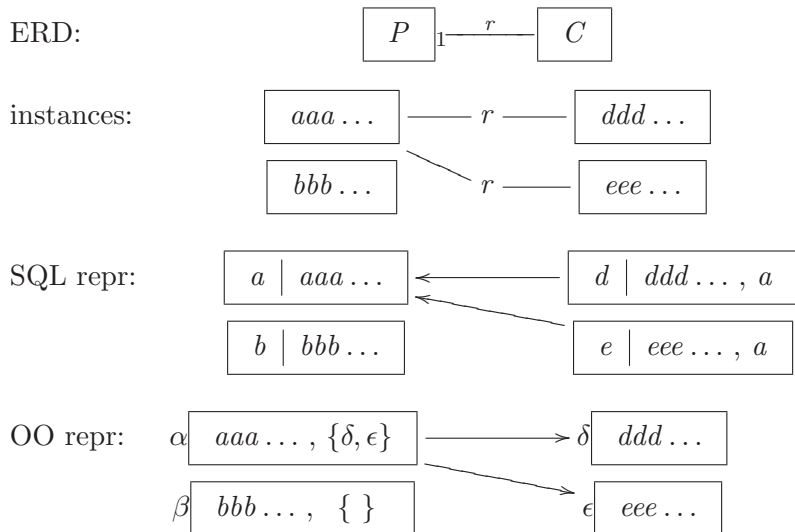 ERD: P 1 r C
instances: aaa ... r ddd ...
bbb ... r eee ...
SQL repr: a | aaa ... d | ddd ... , a
b | bbb ... e | eee ... , a
OO repr: α aaa ... , {δ, ϵ} δ ddd ...
β bbb ... , { } ϵ eee ...